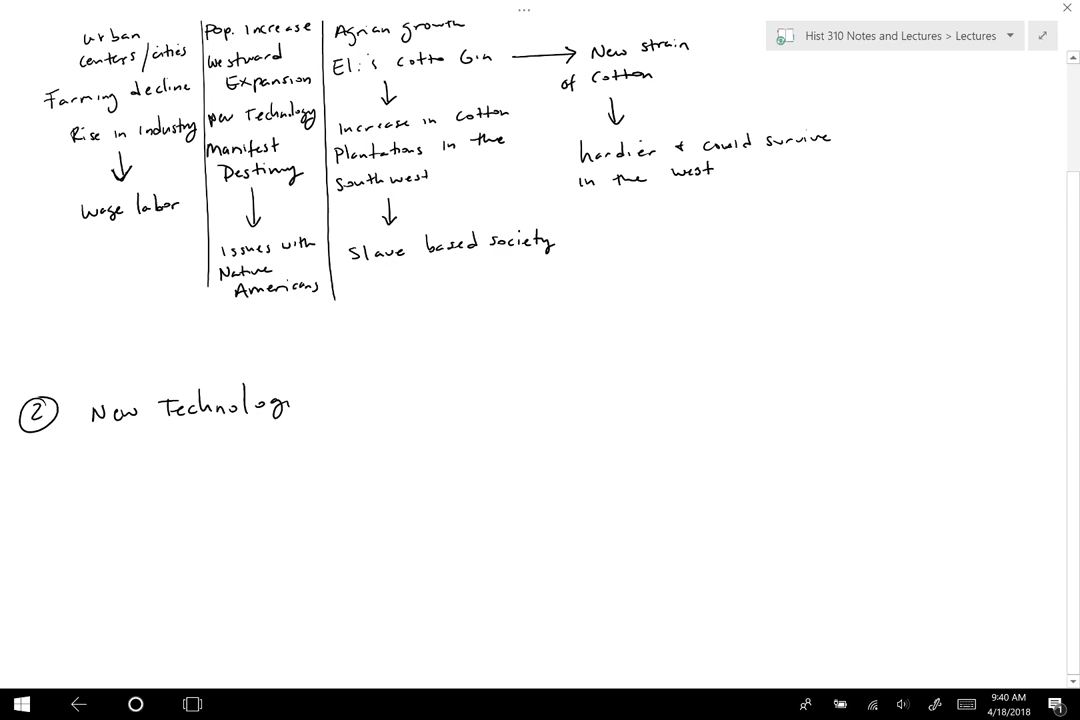 Hist 310 Notes and Lectures > Lectures
urban
centers/cities
Farming decline
Rise in Industry
↓
wage labor
Pop. Increase
Westward
Expansion
new Technology
Manifest
Destiny
↓
Issues with
Native
Americans
Agrian growth
Eli's Cotto Gin → New strain
of Cotton
↓
Increase in cotton
Plantations in the
Southwest
↓
Slave based society
↓
hardier & could survive
in the west
② New Technolog
9:40 AM
4/18/2018
1